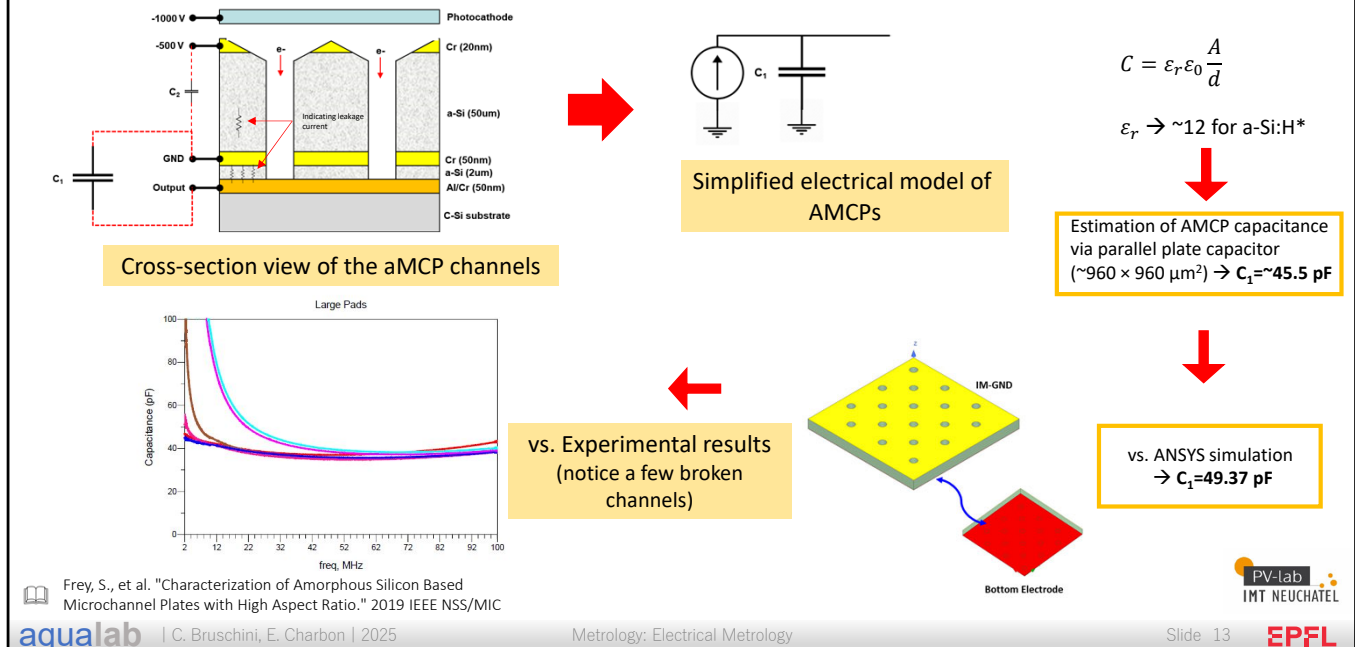 -1000 V
Photocathode
-500 V
Cr (20nm)
e-
e-
C₂
a-Si (50um)
Indicating leakage
current
GND
Cr (50nm)
a-Si (2um)
C₁
Output
Al/Cr (50nm)
C-Si substrate
Cross-section view of the aMCP channels
C₁
Simplified electrical model of
AMCPs
C = εᵣε₀ A/d
εᵣ → ~12 for a-Si:H*
Estimation of AMCP capacitance
via parallel plate capacitor
(~960 × 960 µm²) → C₁=~45.5 pF
vs. ANSYS simulation
→ C₁=49.37 pF
z
IM-GND
Bottom Electrode
vs. Experimental results
(notice a few broken
channels)
Large Pads
Capacitance (pF)
100
80
60
40
20
0
2 12 22 32 42 52 62 72 82 92 100
freq, MHz
Frey, S., et al. "Characterization of Amorphous Silicon Based
Microchannel Plates with High Aspect Ratio." 2019 IEEE NSS/MIC
PV-lab
IMT NEUCHATEL
aqualab | C. Bruschini, E. Charbon | 2025 Metrology: Electrical Metrology Slide 13 EPFL